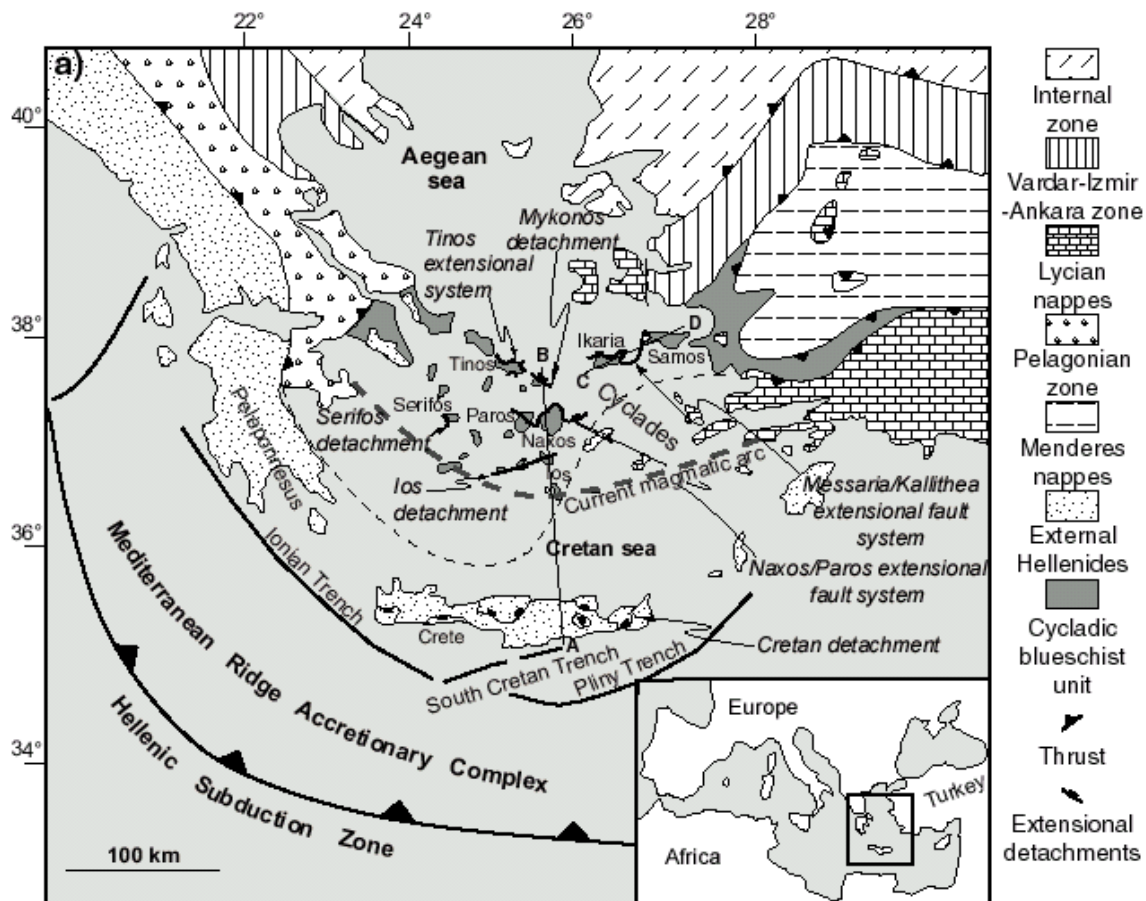 22°
24°
26°
28°
a)
40°
38°
36°
34°
Aegean
sea
Mykonos
detachment
Tinos
extensional
system
Tinos
B
Ikaria
D
Samos
C
Cyclades
Serifos
Paros
Naxos
Serifos
detachment
Ios
Ios
detachment
Current magmatic arc
Peloponnesus
Messaria/Kallithea
extensional fault
system
Cretan sea
Naxos/Paros extensional
fault system
Ionian Trench
Crete
A
Cretan detachment
South Cretan Trench
Pliny Trench
Mediterranean Ridge Accretionary Complex
Hellenic Subduction Zone
100 km
Europe
Turkey
Africa
Internal
zone
Vardar-Izmir
-Ankara zone
Lycian
nappes
Pelagonian
zone
Menderes
nappes
External
Hellenides
Cycladic
blueschist
unit
Thrust
Extensional
detachments